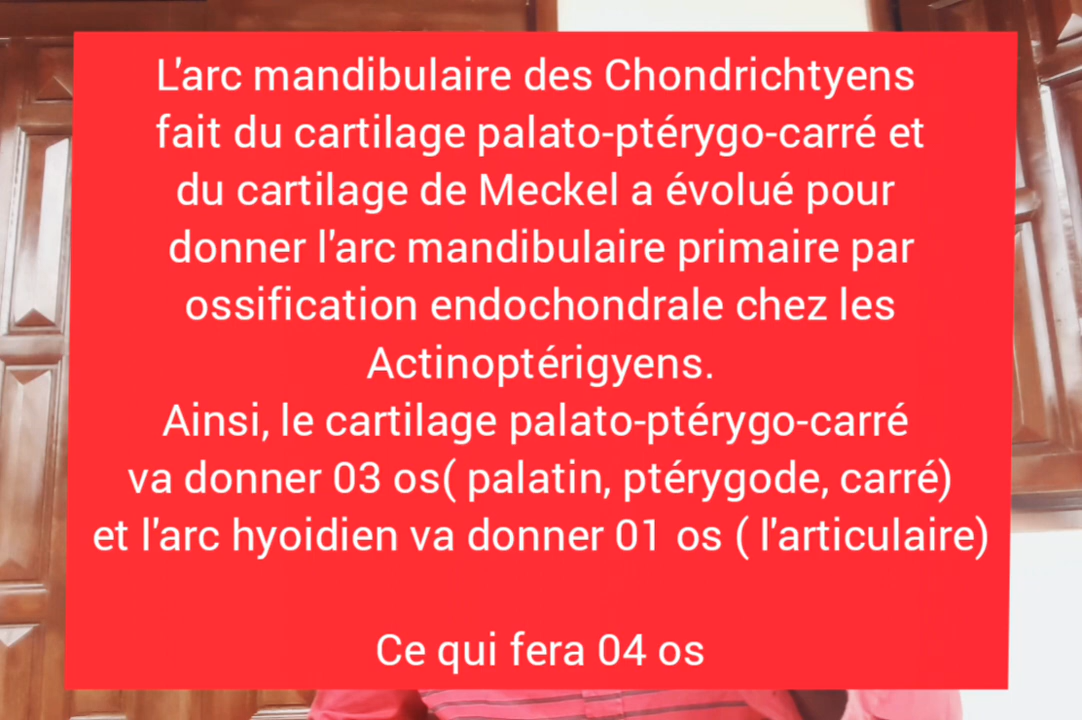 L'arc mandibulaire des Chondrichtyens
fait du cartilage palato-ptérygo-carré et
du cartilage de Meckel a évolué pour
donner l'arc mandibulaire primaire par
ossification endochondrale chez les
Actinoptérigyens.
Ainsi, le cartilage palato-ptérygo-carré
va donner 03 os( palatin, ptérygode, carré)
et l'arc hyoidien va donner 01 os ( l'articulaire)
Ce qui fera 04 os